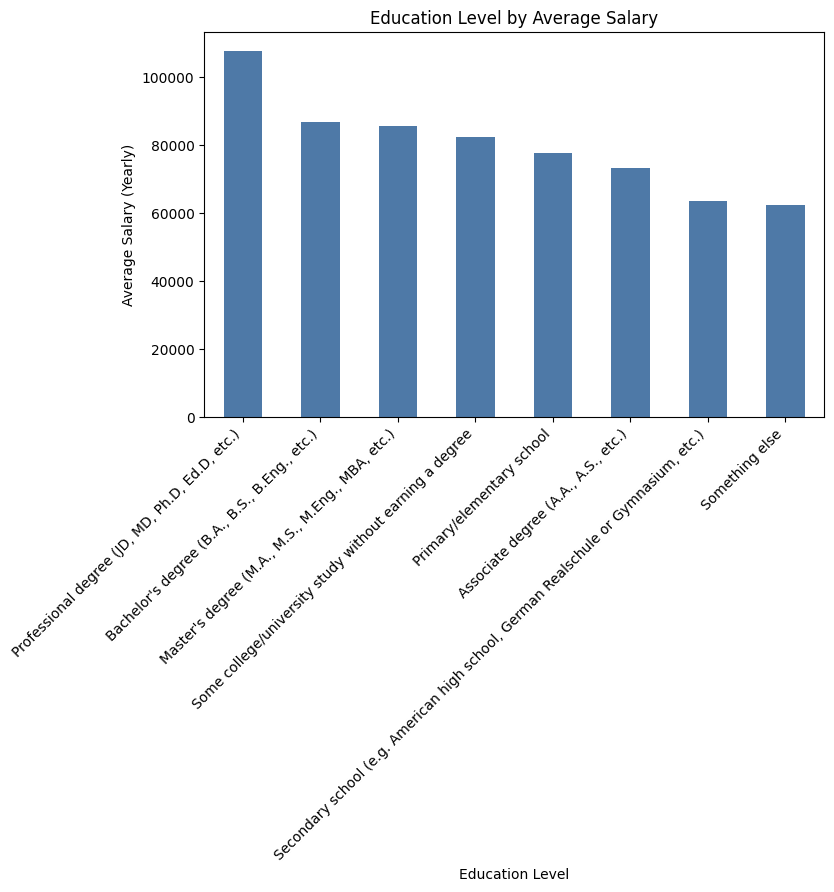 Education Level by Average Salary
Average Salary (Yearly)
100000
80000
60000
40000
20000
0
Professional degree (JD, MD, Ph.D, Ed.D, etc.)
Bachelor's degree (B.A., B.S., B.Eng., etc.)
Master's degree (M.A., M.S., M.Eng., MBA, etc.)
Some college/university study without earning a degree
Primary/elementary school
Associate degree (A.A., A.S., etc.)
Secondary school (e.g. American high school, German Realschule or Gymnasium, etc.)
Something else
Education Level